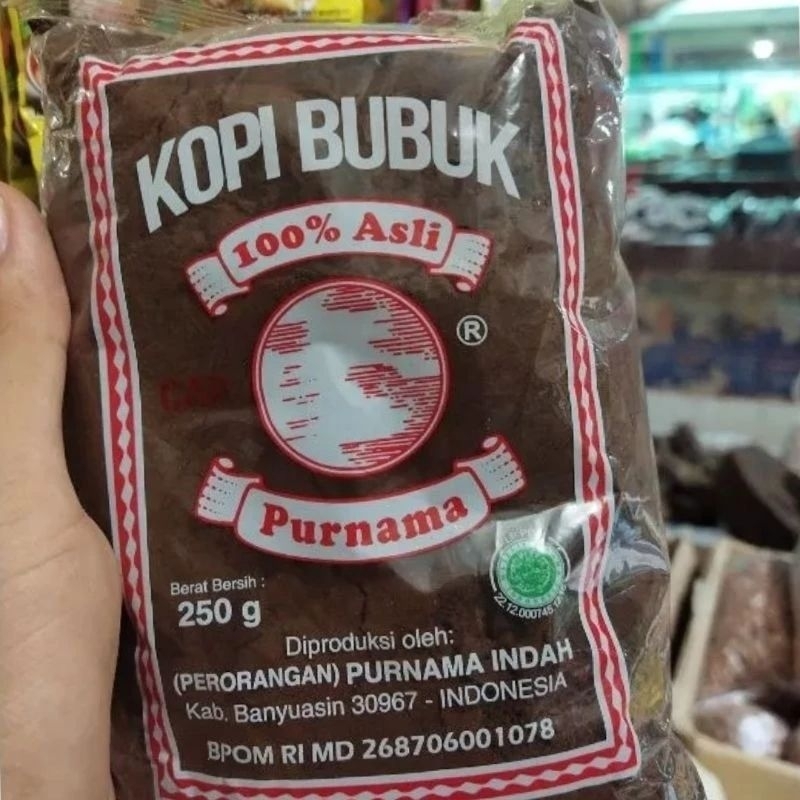 KOPI BUBUK
100% Asli
®
CAP
Purnama
Berat Bersih :
250 g
Diproduksi oleh:
(PERORANGAN) PURNAMA INDAH
Kab. Banyuasin 30967 - INDONESIA
BPOM RI MD 268706001078